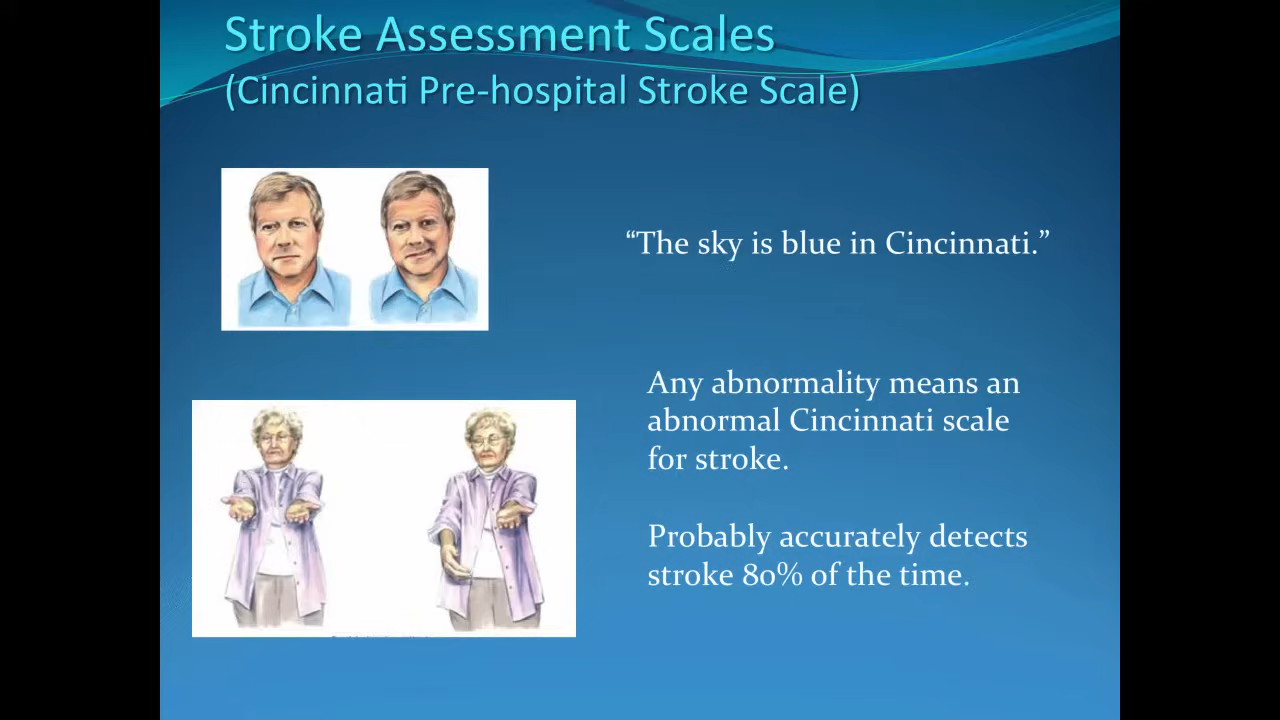 Stroke Assessment Scales
(Cincinnati Pre-hospital Stroke Scale)
“The sky is blue in Cincinnati.”
Any abnormality means an
abnormal Cincinnati scale
for stroke.
Probably accurately detects
stroke 80% of the time.